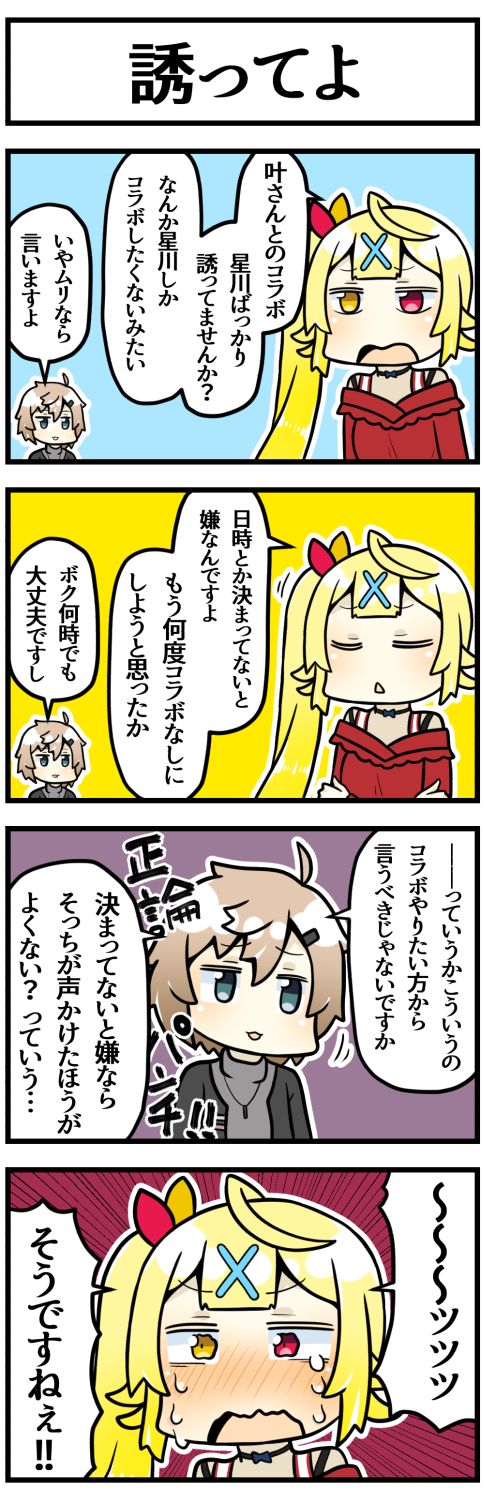 誘ってよ
叶さんとのコラボ
星川ばっかり
誘ってませんか？
なんか星川しか
コラボしたくないみたい
いやムリなら
言いますよ
日時とか決まってないと
嫌なんですよ
もう何度コラボなしに
しようと思ったか
ボク何時でも
大丈夫ですし
──っていうかこういうの
コラボやりたい方から
言うべきじゃないですか
正論
パンチ!!
決まってないと嫌なら
そっちが声かけたほうが
よくない？っていう…
～～～ッッッ
そうですねぇ!!